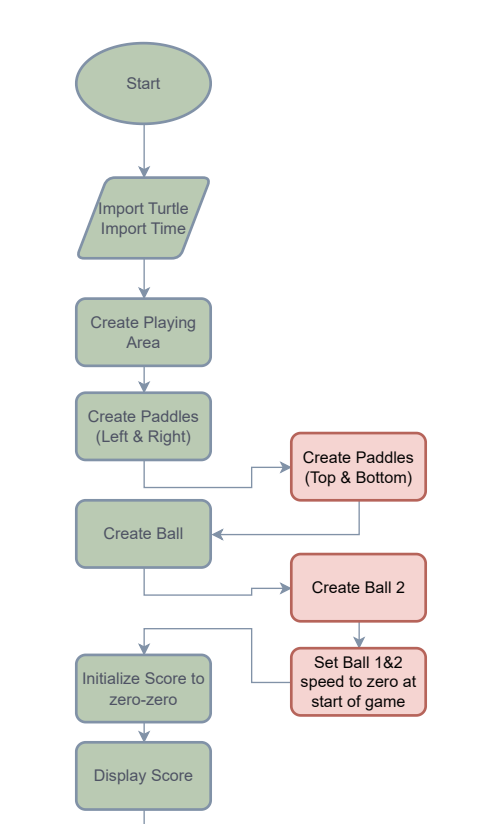 Start
Import Turtle
Import Time
Create Playing
Area
Create Paddles
(Left & Right)
Create Paddles
(Top & Bottom)
Create Ball
Create Ball 2
Set Ball 1&2
speed to zero at
start of game
Initialize Score to
zero-zero
Display Score